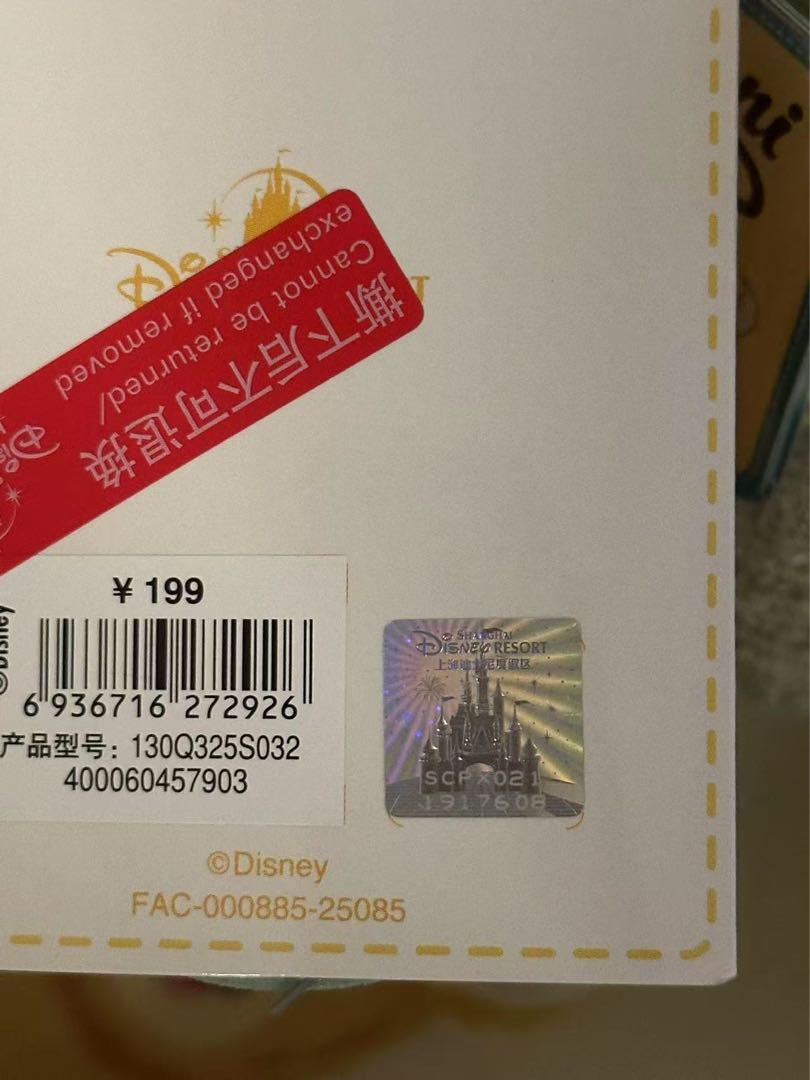 撕下后不可退换
Cannot be returned/
exchanged if removed
¥ 199
©Disney
6 936716 272926
产品型号: 130Q325S032
400060457903
SHANGHAI
DISNEY RESORT
上海迪士尼度假区
SCPX021
1917608
©Disney
FAC-000885-25085